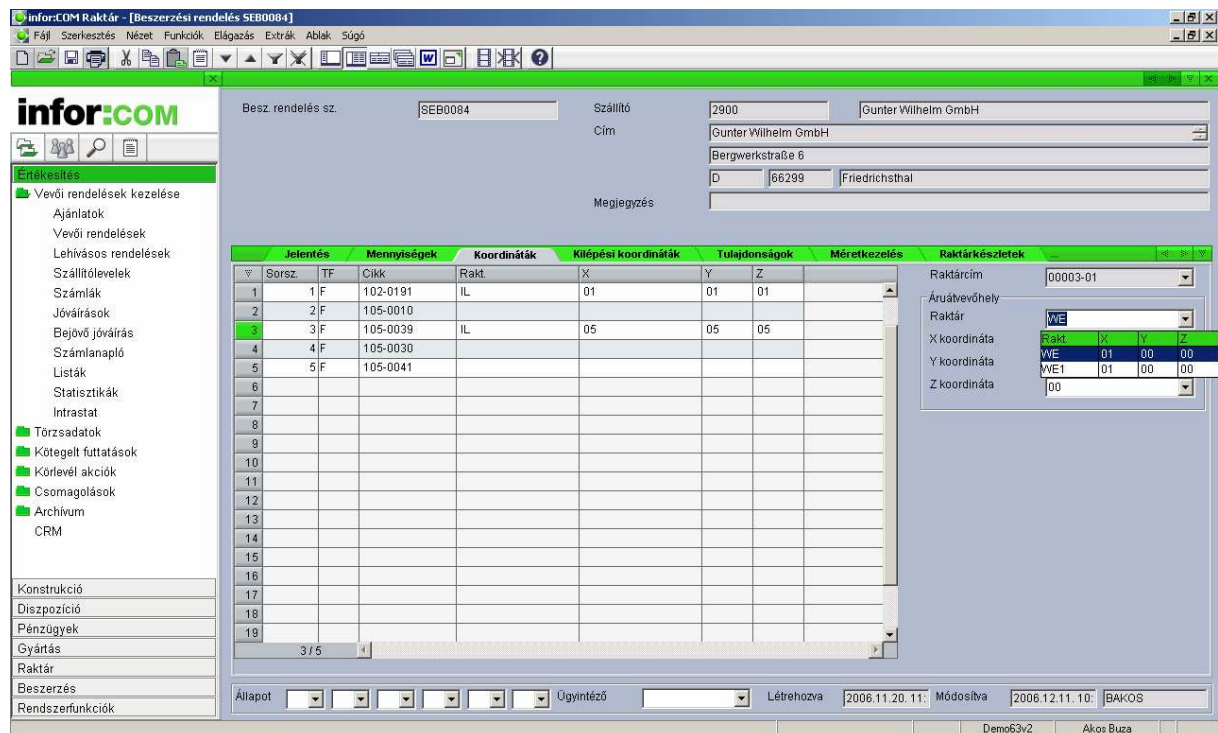 infor:COM Raktár - [Beszerzési rendelés SEB0084]
Fájl Szerkesztés Nézet Funkciók Elágazás Extrák Ablak Súgó
infor:COM
Értékesítés
Vevői rendelések kezelése
Ajánlatok
Vevői rendelések
Lehívásos rendelések
Szállítólevelek
Számlák
Jóváírások
Bejövő jóváírás
Számlanapló
Listák
Statisztikák
Intrastat
Törzsadatok
Kötegelt futtatások
Körlevél akciók
Csomagolások
Archívum
CRM
Konstrukció
Diszpozíció
Pénzügyek
Gyártás
Raktár
Beszerzés
Rendszerfunkciók
Besz. rendelés sz. SEB0084 Szállító 2900 Gunter Wilhelm GmbH
Cím Gunter Wilhelm GmbH
Bergwerkstraße 6
D 66299 Friedrichsthal
Megjegyzés
Jelentés Mennyiségek Koordináták Kilépési koordináták Tulajdonságok Méretkezelés Raktárkészletek ...
Sorsz. TF Cikk Rakt. X Y Z
1 1 F 102-0191 IL 01 01 01
2 2 F 105-0010
3 3 F 105-0039 IL 05 05 05
4 4 F 105-0030
5 5 F 105-0041
6
7
8
9
10
11
12
13
14
15
16
17
18
19
3 / 5
Raktárcím 00003-01
Áruátvevőhely
Raktár WE
X koordináta
Y koordináta
Z koordináta 00
Rakt. X Y Z
WE 01 00 00
WE1 01 00 00
Állapot Ügyintéző Létrehozva 2006.11.20. 11: Módosítva 2006.12.11. 10: BAKOS
Demo63v2 Akos Buza